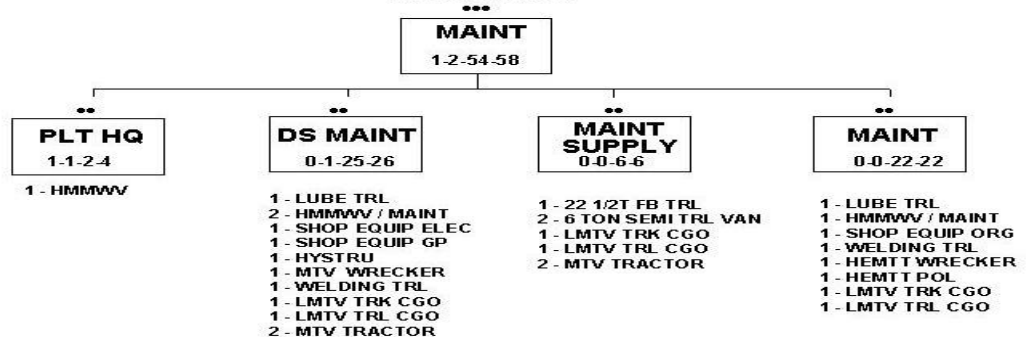 MAINT
1-2-54-58
PLT HQ
1-1-2-4
1 - HMMWV
DS MAINT
0-1-25-26
1 - LUBE TRL
2 - HMMWV / MAINT
1 - SHOP EQUIP ELEC
1 - SHOP EQUIP GP
1 - HYSTRU
1 - MTV WRECKER
1 - WELDING TRL
1 - LMTV TRK CGO
1 - LMTV TRL CGO
2 - MTV TRACTOR
MAINT
SUPPLY
0-0-6-6
1 - 22 1/2T FB TRL
2 - 6 TON SEMI TRL VAN
1 - LMTV TRK CGO
1 - LMTV TRL CGO
2 - MTV TRACTOR
MAINT
0-0-22-22
1 - LUBE TRL
1 - HMMWV / MAINT
1 - SHOP EQUIP ORG
1 - WELDING TRL
1 - HEMTT WRECKER
1 - HEMTT POL
1 - LMTV TRK CGO
1 - LMTV TRL CGO